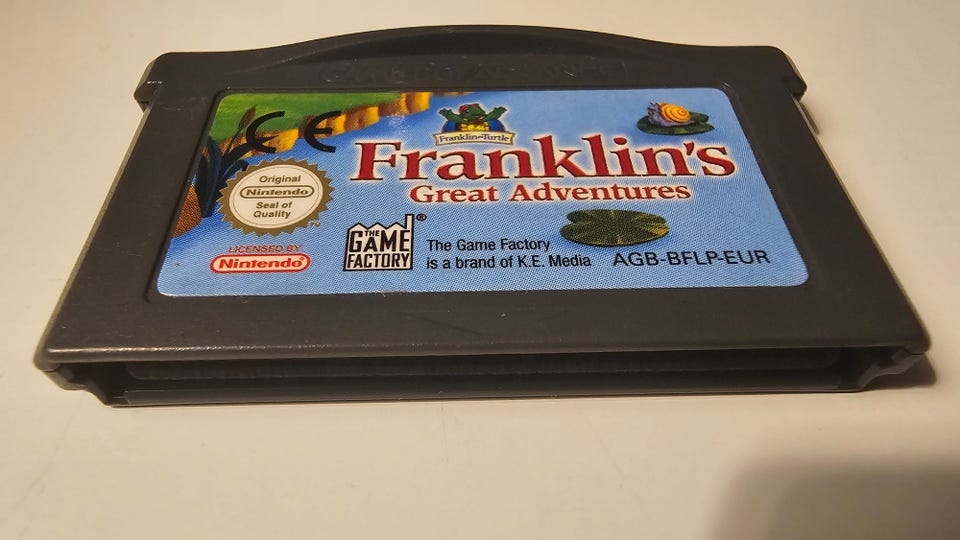 CE
Franklin the Turtle
Franklin's
Great Adventures
Original
Nintendo
Seal of
Quality
TM
LICENSED BY
Nintendo
THE
GAME
FACTORY
®
The Game Factory
is a brand of K.E. Media
AGB-BFLP-EUR